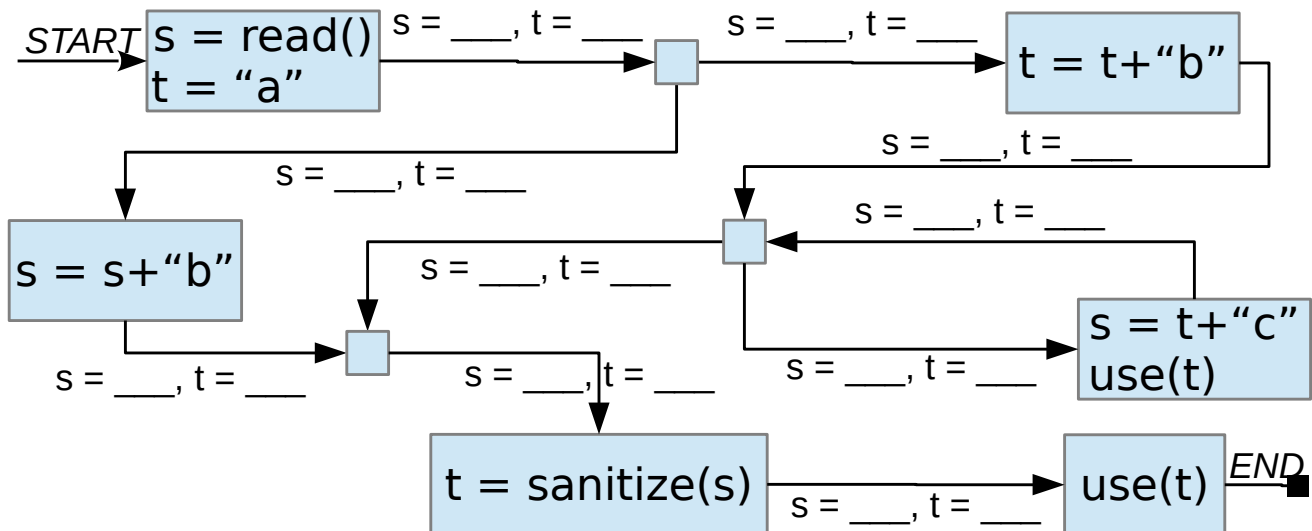 START
s = read()
t = “a”
s = ___, t = ___
s = ___, t = ___
t = t+“b”
s = ___, t = ___
s = ___, t = ___
s = ___, t = ___
s = s+“b”
s = ___, t = ___
s = t+“c”
use(t)
s = ___, t = ___
s = ___, t = ___
s = ___, t = ___
t = sanitize(s)
s = ___, t = ___
use(t)
END